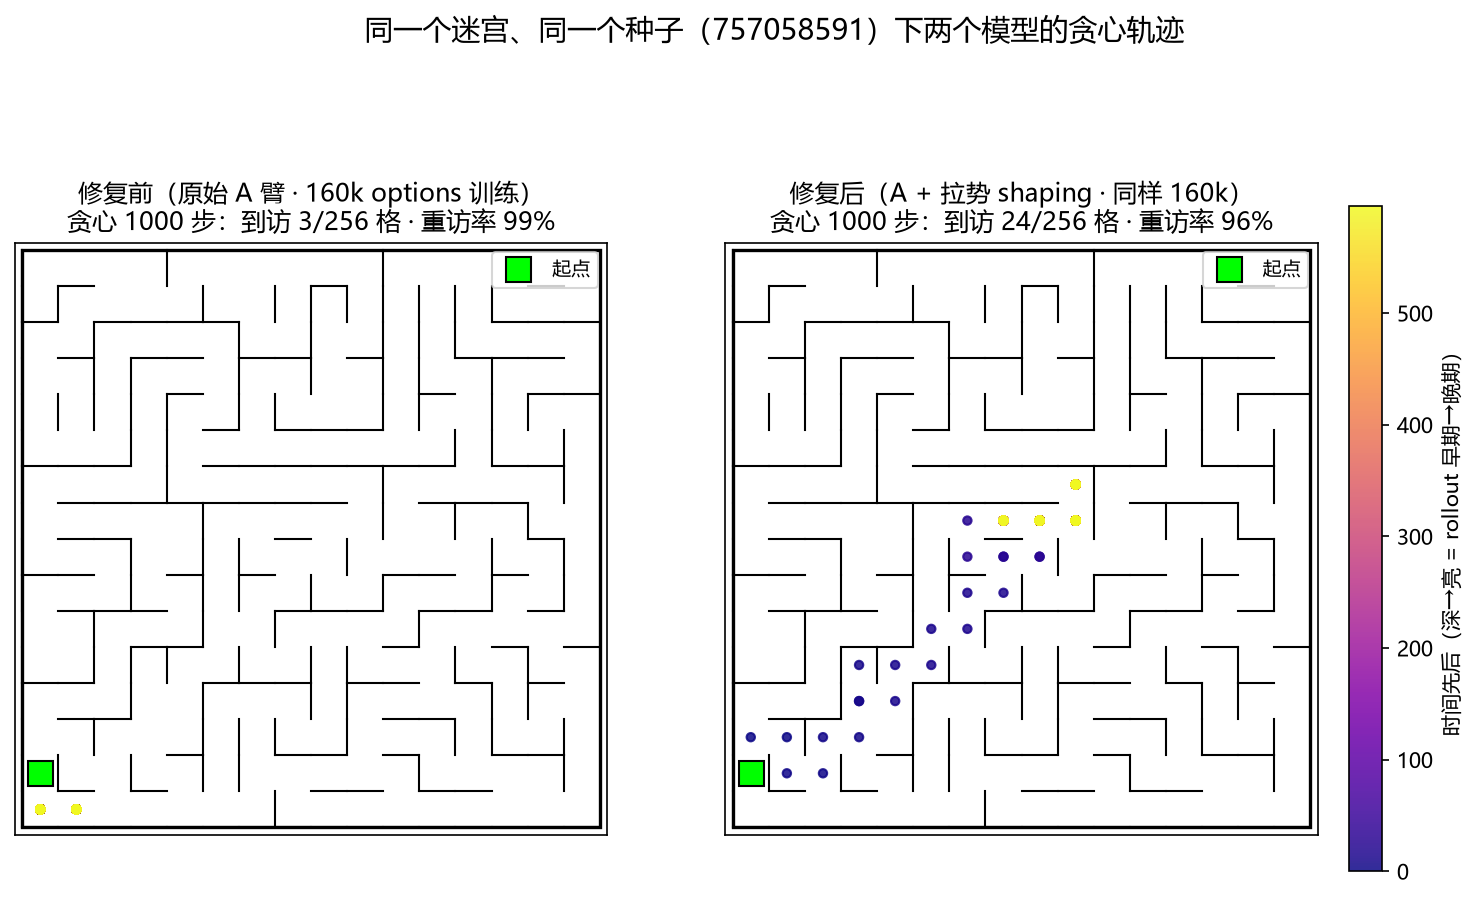 同一个迷宫、同一个种子（757058591）下两个模型的贪心轨迹
修复前（原始 A 臂 · 160k options 训练）
贪心 1000 步：到访 3/256 格 · 重访率 99%
起点
修复后（A + 拉势 shaping · 同样 160k）
贪心 1000 步：到访 24/256 格 · 重访率 96%
起点
500
400
300
200
100
0
时间先后（深→亮 = rollout 早期→晚期）